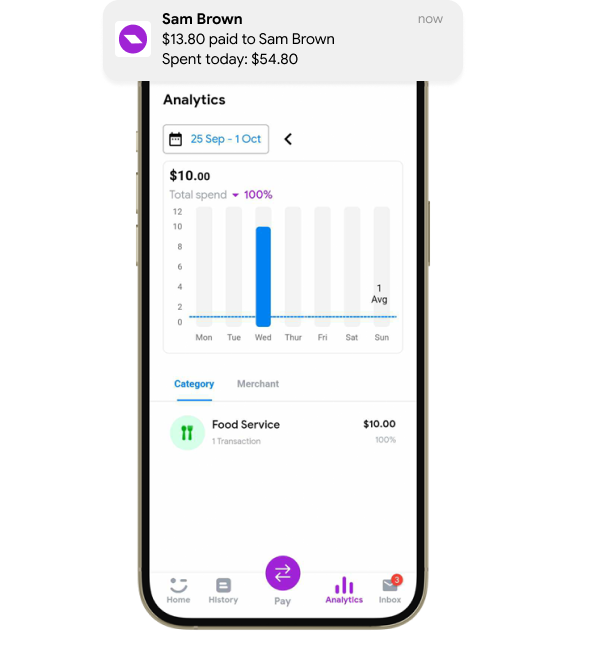 Sam Brown now
$13.80 paid to Sam Brown
Spent today: $54.80
Analytics
25 Sep - 1 Oct
$10.00
Total spend 100%
12
10
8
6
4
2
0
1
Avg
Mon Tue Wed Thur Fri Sat Sun
Category Merchant
Food Service $10.00
1 Transaction 100%
3
Home History Pay Analytics Inbox